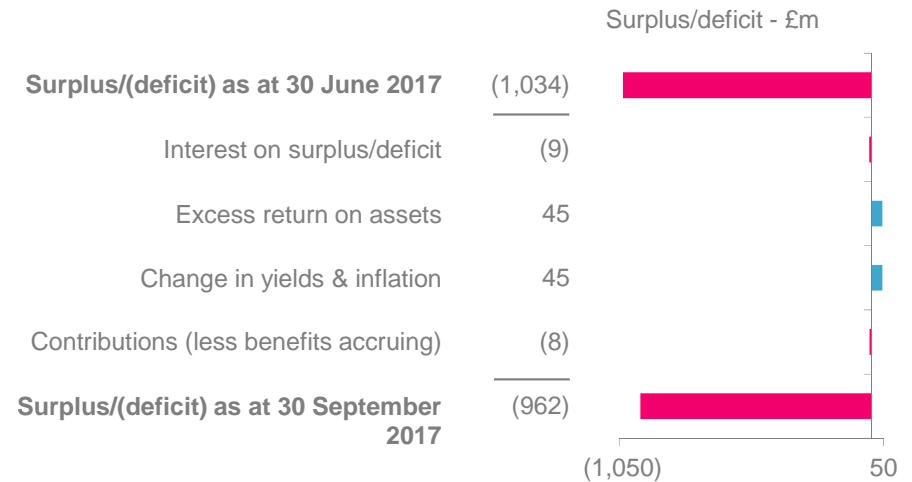 Surplus/deficit - £m
Surplus/(deficit) as at 30 June 2017 (1,034)
Interest on surplus/deficit (9)
Excess return on assets 45
Change in yields & inflation 45
Contributions (less benefits accruing) (8)
Surplus/(deficit) as at 30 September (962)
2017
(1,050) 50